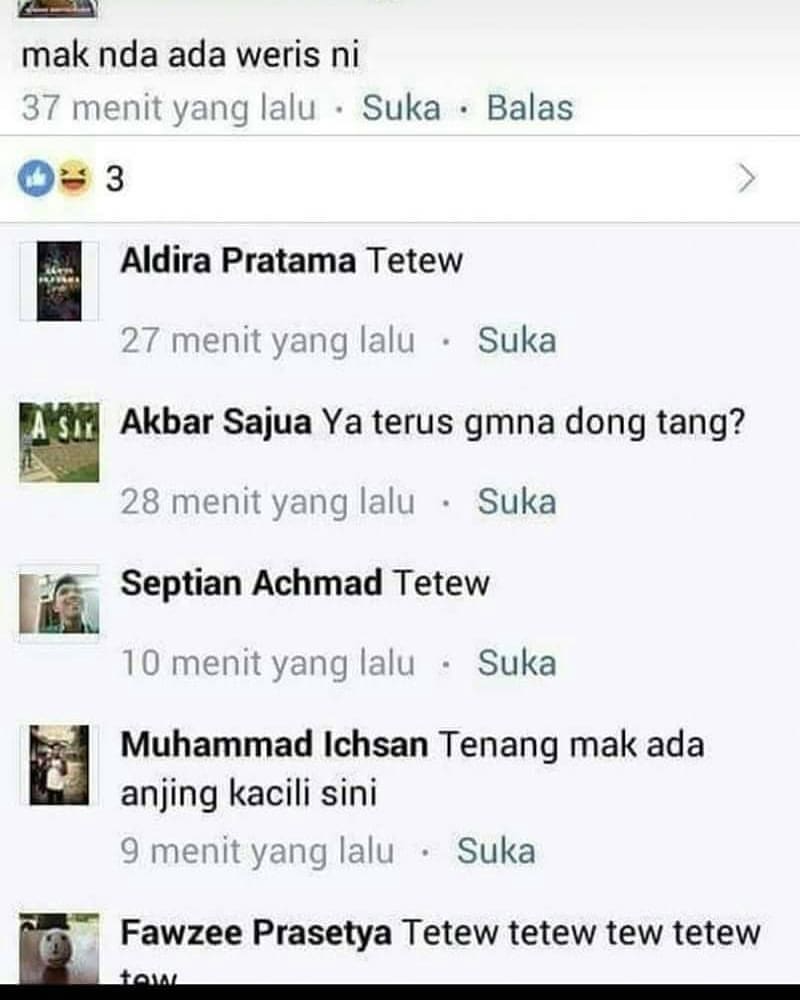 mak nda ada weris ni
37 menit yang lalu · Suka · Balas
3
Aldira Pratama Tetew
27 menit yang lalu · Suka
Akbar Sajua Ya terus gmna dong tang?
28 menit yang lalu · Suka
Septian Achmad Tetew
10 menit yang lalu · Suka
Muhammad Ichsan Tenang mak ada
anjing kacili sini
9 menit yang lalu · Suka
Fawzee Prasetya Tetew tetew tew tetew
tew